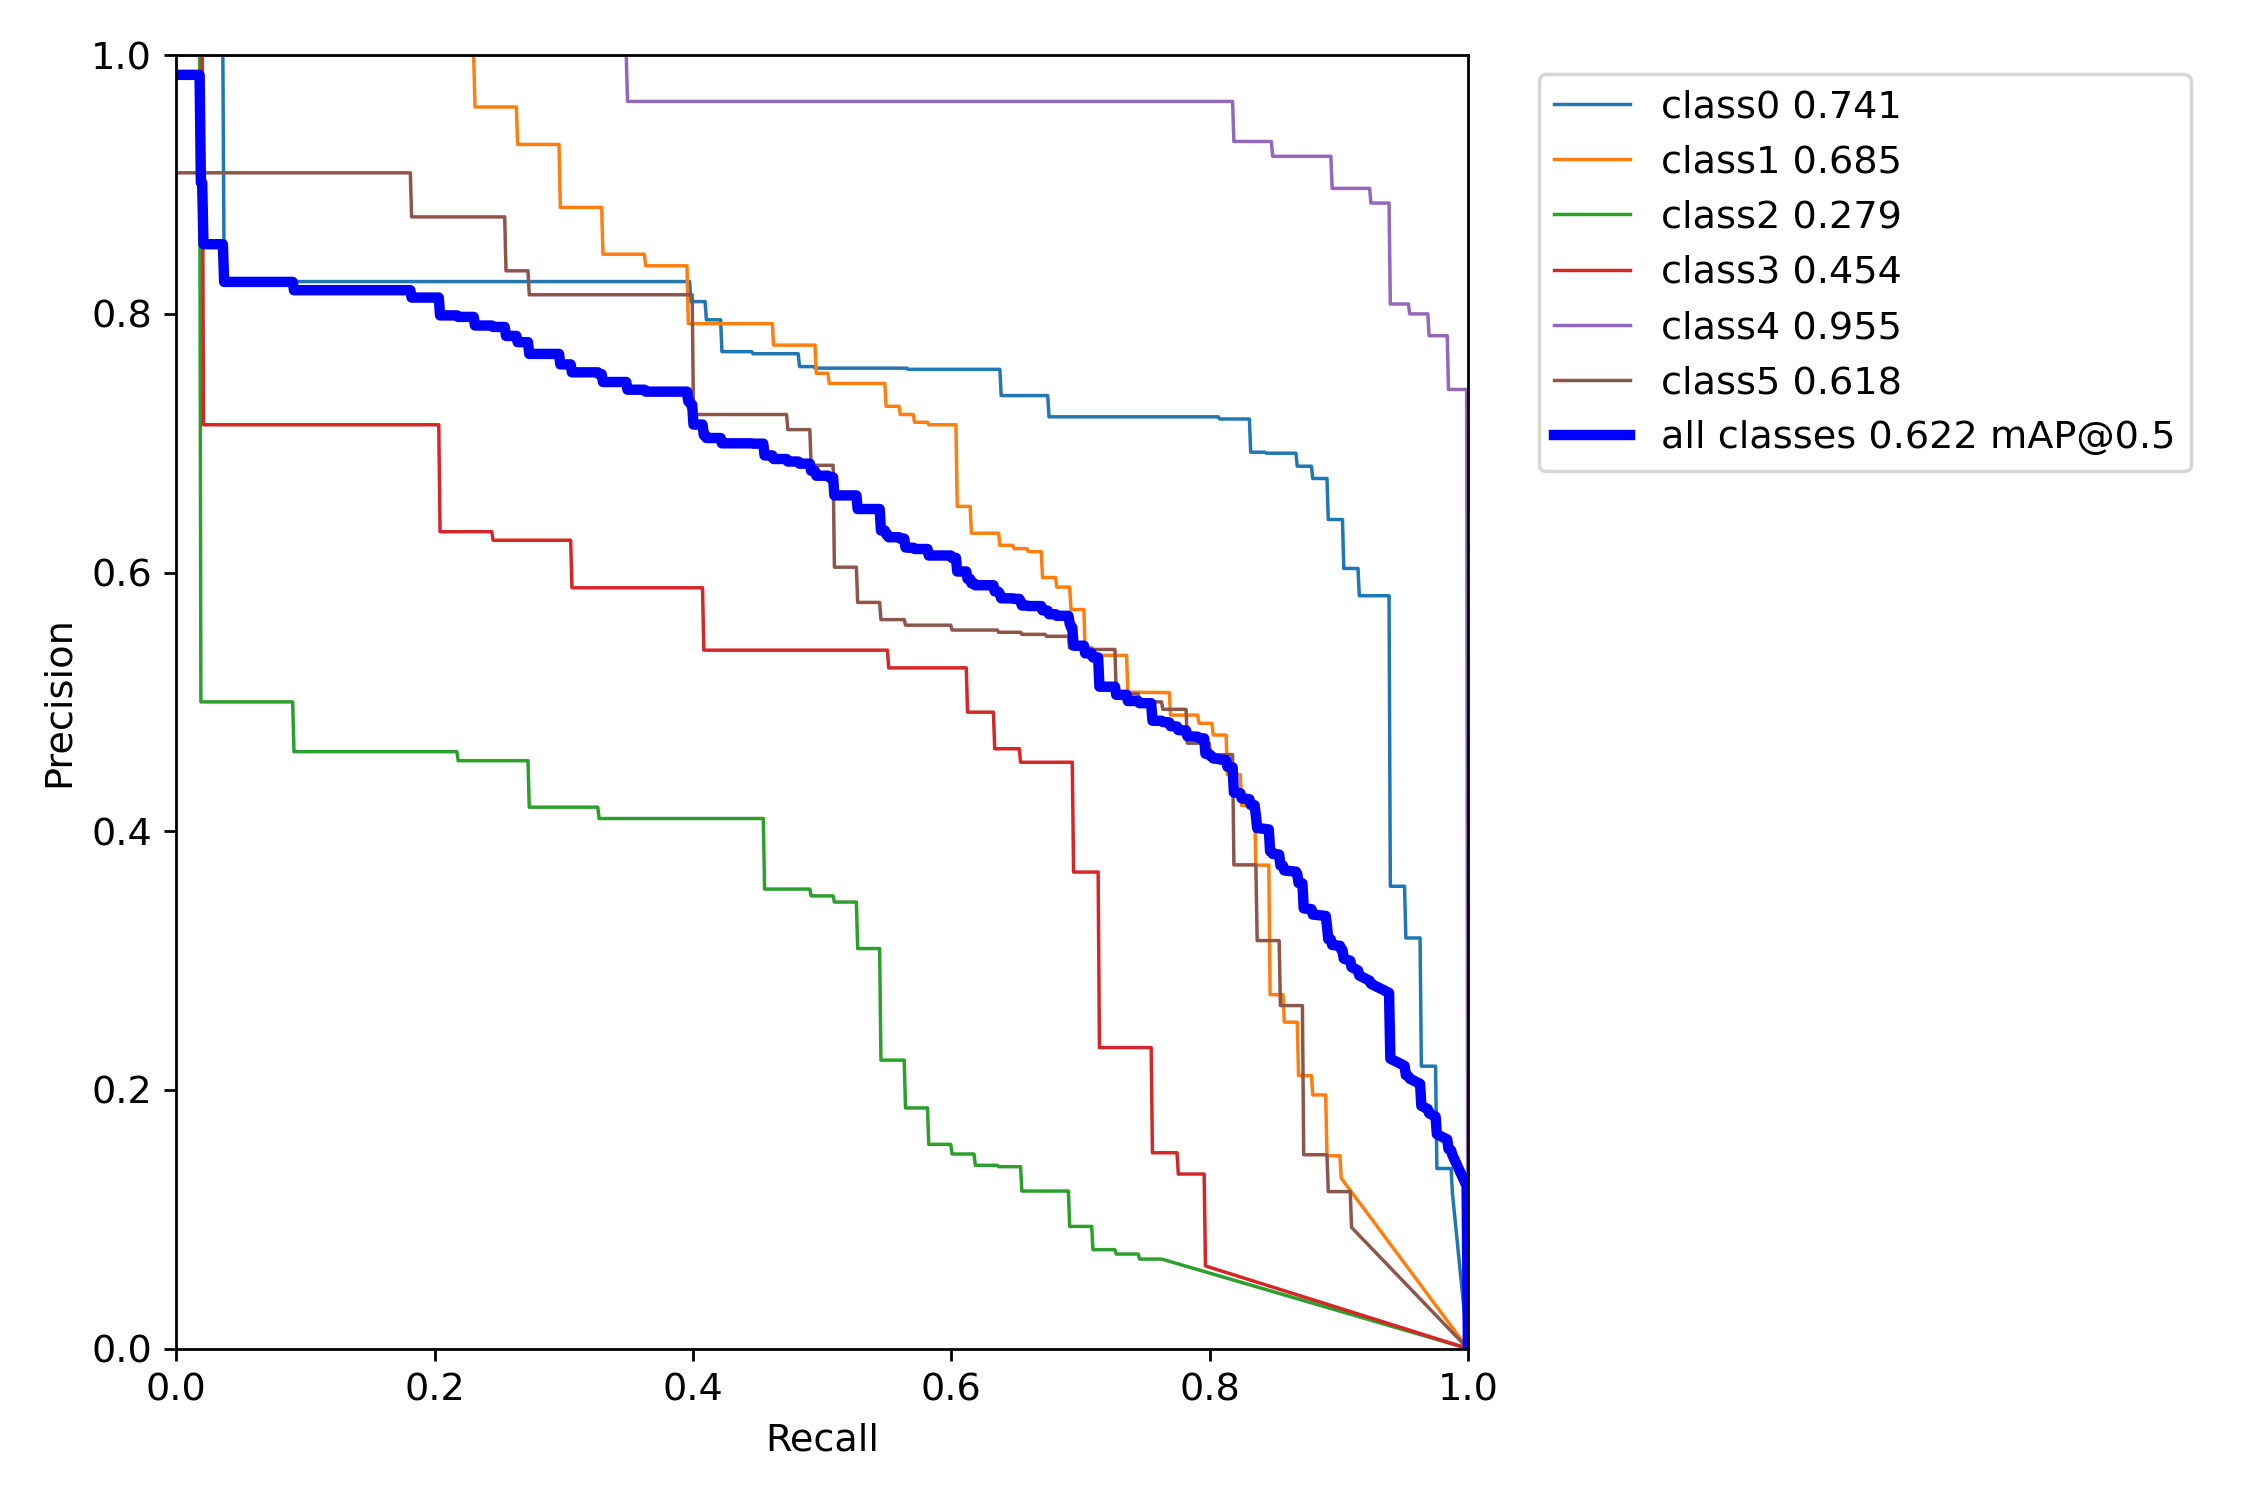 1.0
0.8
0.6
0.4
0.2
0.0
Precision
0.0 0.2 0.4 0.6 0.8 1.0
Recall
class0 0.741
class1 0.685
class2 0.279
class3 0.454
class4 0.955
class5 0.618
all classes 0.622 mAP@0.5